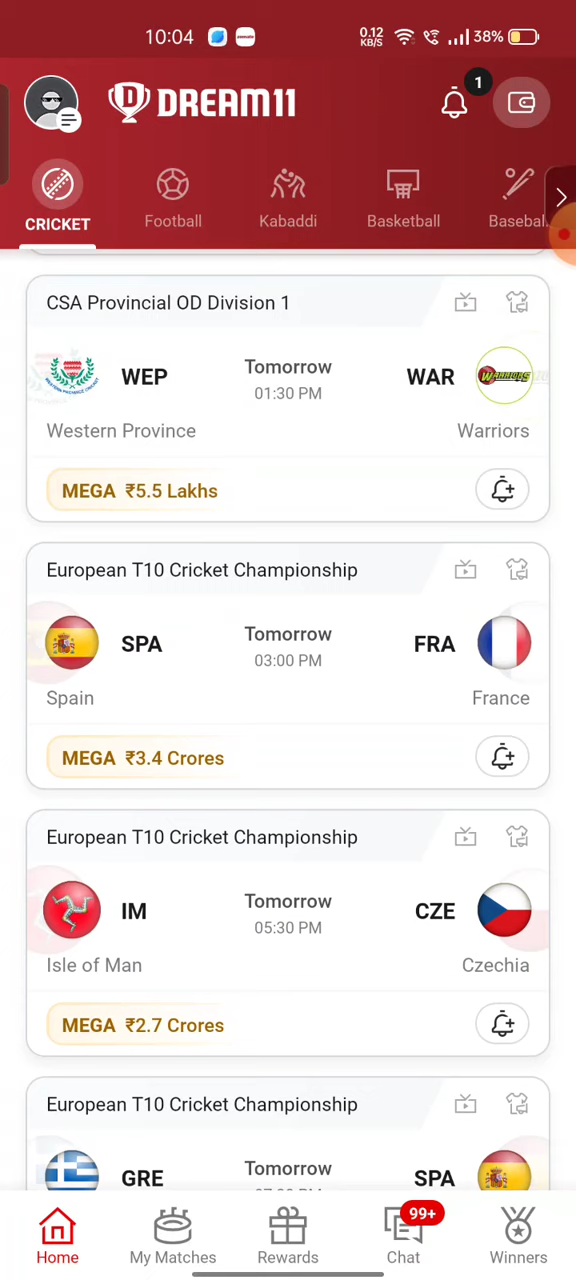 10:04
0.12 KB/S
38%
DREAM11
1
CRICKET
Football
Kabaddi
Basketball
Basebal
CSA Provincial OD Division 1
WEP
Tomorrow
WAR
WARRIORS
01:30 PM
Western Province
Warriors
MEGA ₹5.5 Lakhs
European T10 Cricket Championship
SPA
Tomorrow
FRA
03:00 PM
Spain
France
MEGA ₹3.4 Crores
European T10 Cricket Championship
IM
Tomorrow
CZE
05:30 PM
Isle of Man
Czechia
MEGA ₹2.7 Crores
European T10 Cricket Championship
GRE
Tomorrow
SPA
99+
Home
My Matches
Rewards
Chat
Winners